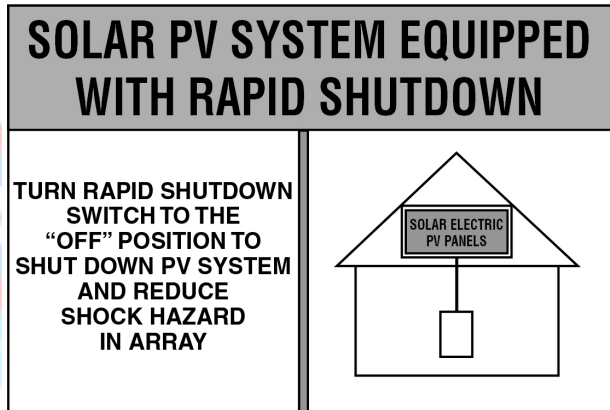 SOLAR PV SYSTEM EQUIPPED
WITH RAPID SHUTDOWN
TURN RAPID SHUTDOWN
SWITCH TO THE
“OFF” POSITION TO
SHUT DOWN PV SYSTEM
AND REDUCE
SHOCK HAZARD
IN ARRAY
SOLAR ELECTRIC
PV PANELS